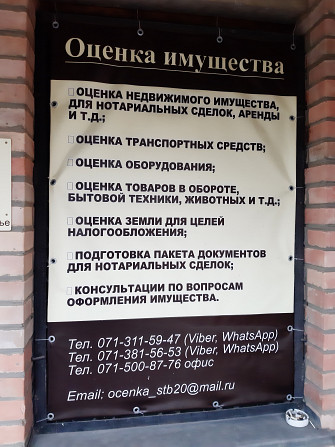 Оценка имущества
□ОЦЕНКА НЕДВИЖИМОГО ИМУЩЕСТВА,
ДЛЯ НОТАРИАЛЬНЫХ СДЕЛОК, АРЕНДЫ
И Т.Д.;
□ОЦЕНКА ТРАНСПОРТНЫХ СРЕДСТВ;
□ОЦЕНКА ОБОРУДОВАНИЯ;
□ОЦЕНКА ТОВАРОВ В ОБОРОТЕ,
БЫТОВОЙ ТЕХНИКИ, ЖИВОТНЫХ И Т.Д.;
□ОЦЕНКА ЗЕМЛИ ДЛЯ ЦЕЛЕЙ
НАЛОГООБЛОЖЕНИЯ;
□ПОДГОТОВКА ПАКЕТА ДОКУМЕНТОВ
ДЛЯ НОТАРИАЛЬНЫХ СДЕЛОК;
□КОНСУЛЬТАЦИИ ПО ВОПРОСАМ
ОФОРМЛЕНИЯ ИМУЩЕСТВА.
Тел. 071-311-59-47 (Viber, WhatsApp)
Тел. 071-381-56-53 (Viber, WhatsApp)
Тел. 071-500-87-76 офис
Email: ocenka_stb20@mail.ru